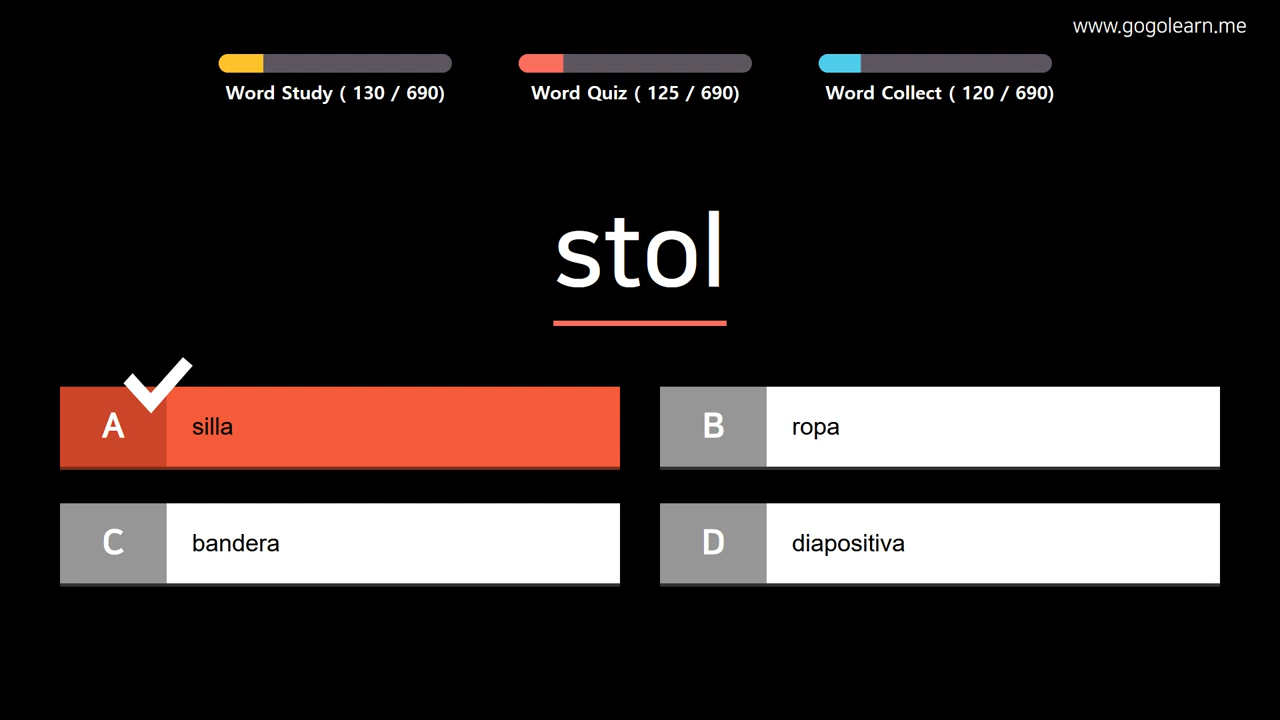 www.gogolearn.me
Word Study ( 130 / 690)
Word Quiz ( 125 / 690)
Word Collect ( 120 / 690)
stol
A silla
B ropa
C bandera
D diapositiva